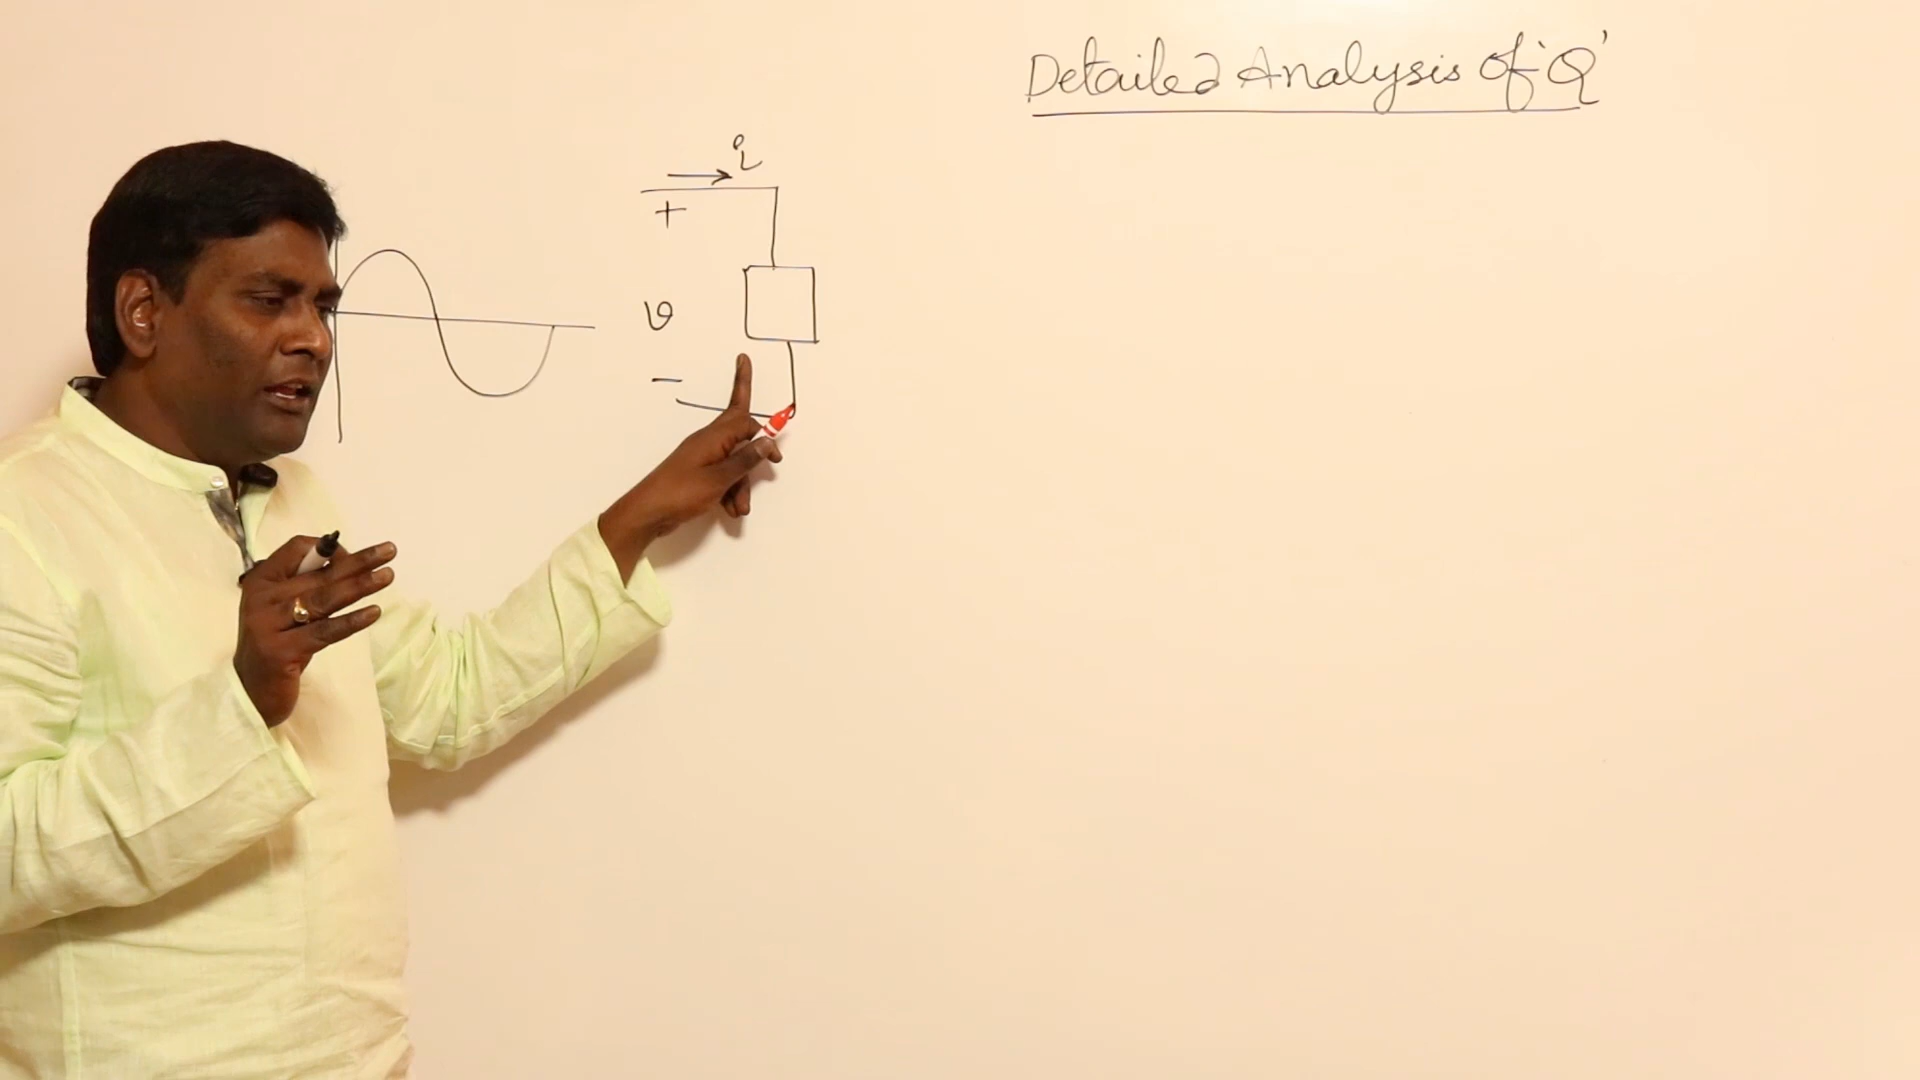 Detailed Analysis of 'Q'
i
+
v
−